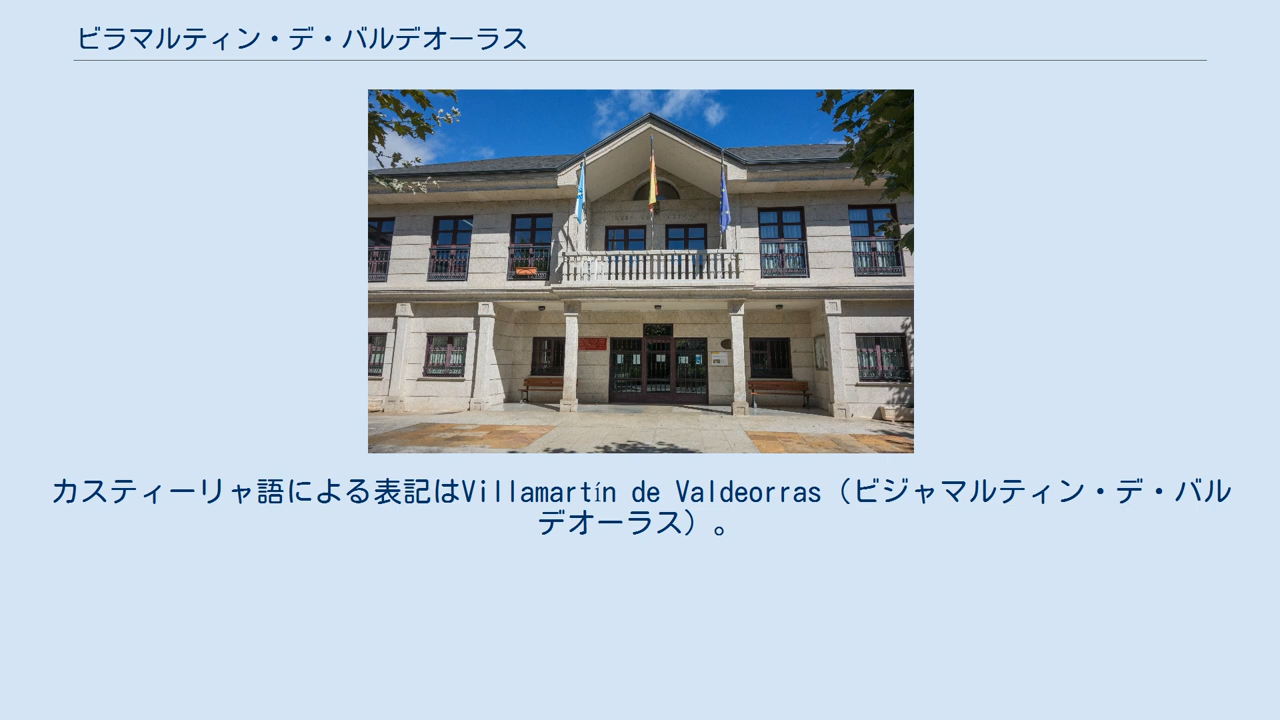 ビラマルティン・デ・バルデオーラス
カスティーリャ語による表記はVillamartín de Valdeorras（ビジャマルティン・デ・バル
デオーラス）。